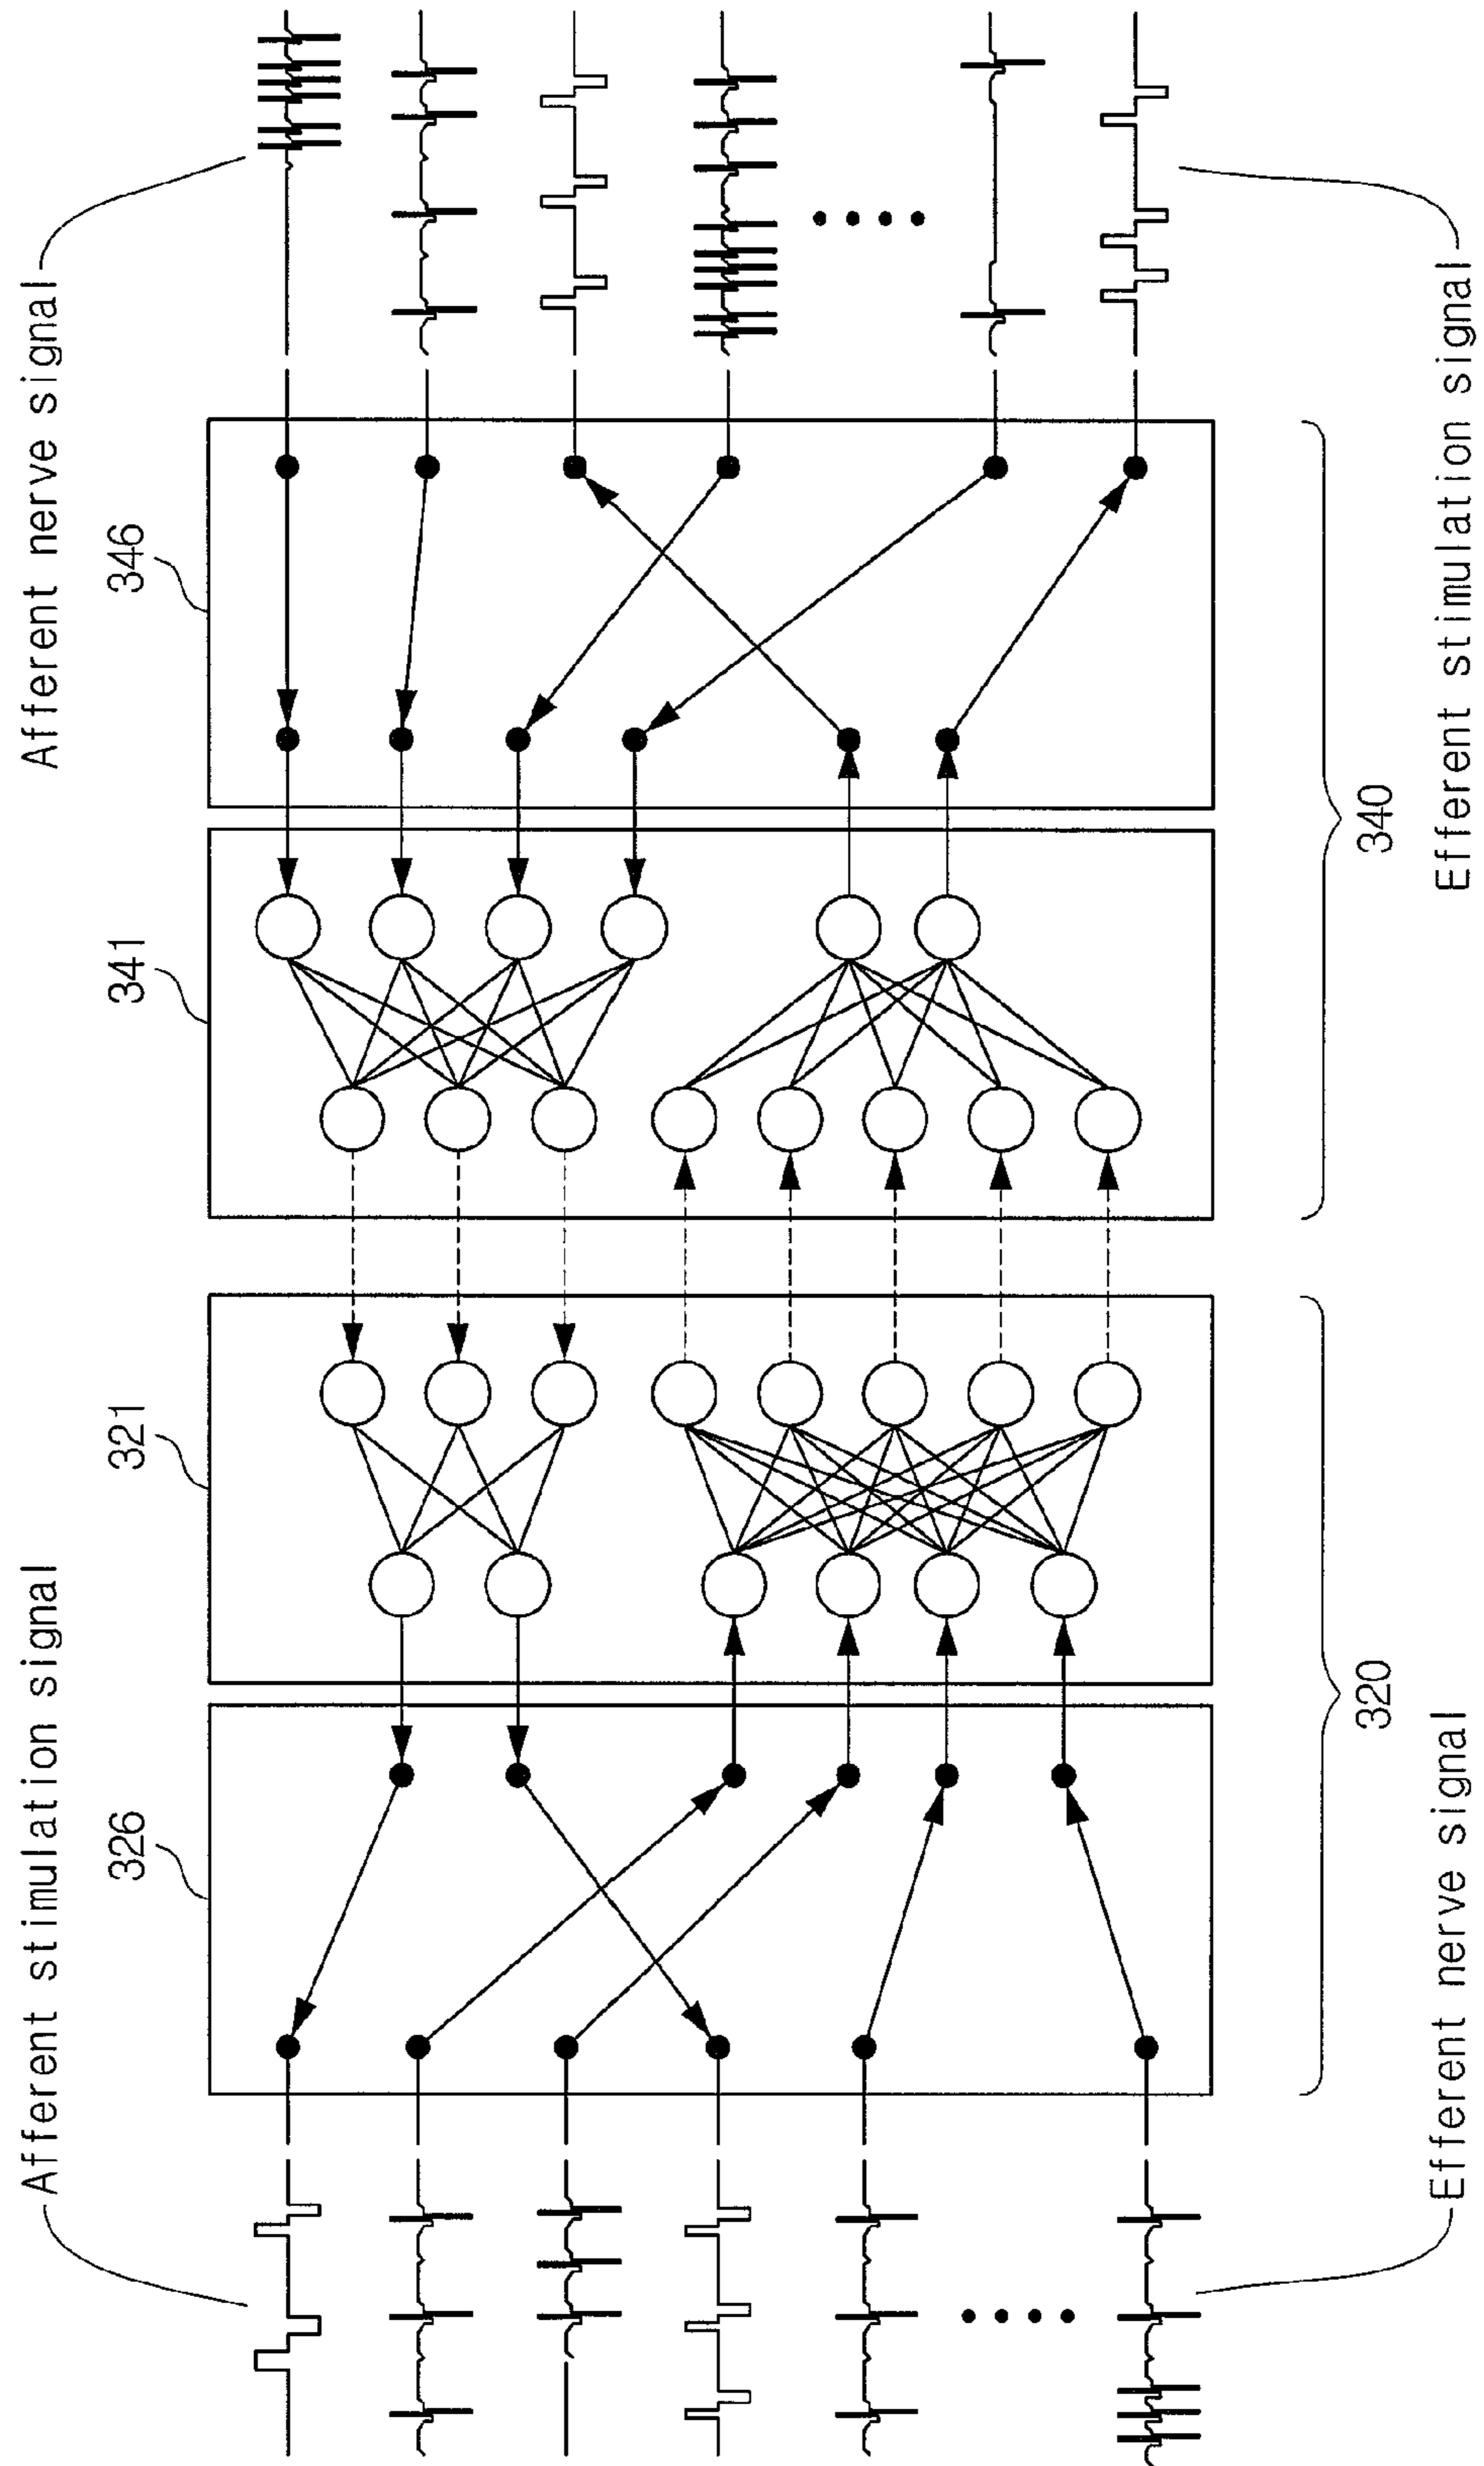 Afferent stimulation signal
Afferent nerve signal
326
321
341
346
320
340
Efferent nerve signal
Efferent stimulation signal